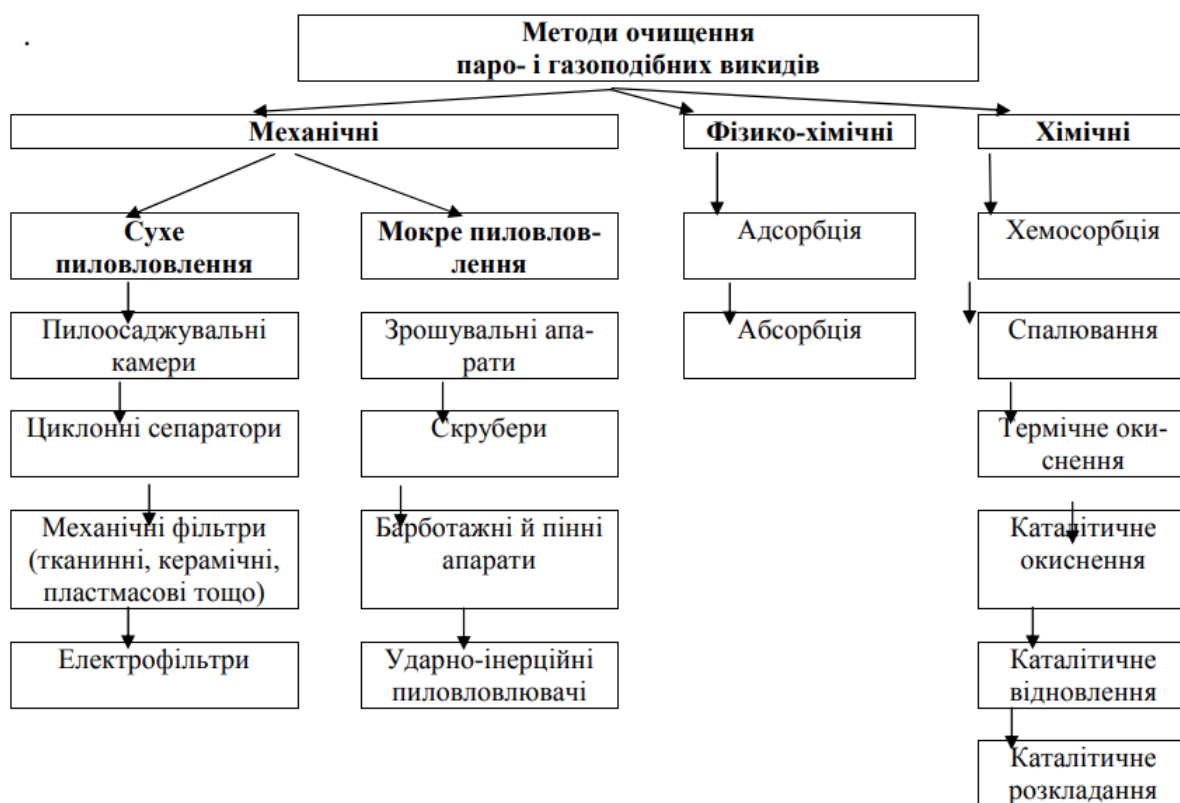 Методи очищення
паро- і газоподібних викидів
Механічні
Фізико-хімічні
Хімічні
Сухе
пиловловлення
Мокре пиловлов-
лення
Адсорбція
Хемосорбція
Пилоосаджувальні
камери
Зрошувальні апа-
рати
Абсорбція
Спалювання
Циклонні сепаратори
Скрубери
Термічне оки-
снення
Механічні фільтри
(тканинні, керамічні,
пластмасові тощо)
Барботажні й пінні
апарати
Каталітичне
окиснення
Електрофільтри
Ударно-інерційні
пиловловлювачі
Каталітичне
відновлення
Каталітичне
розкладання